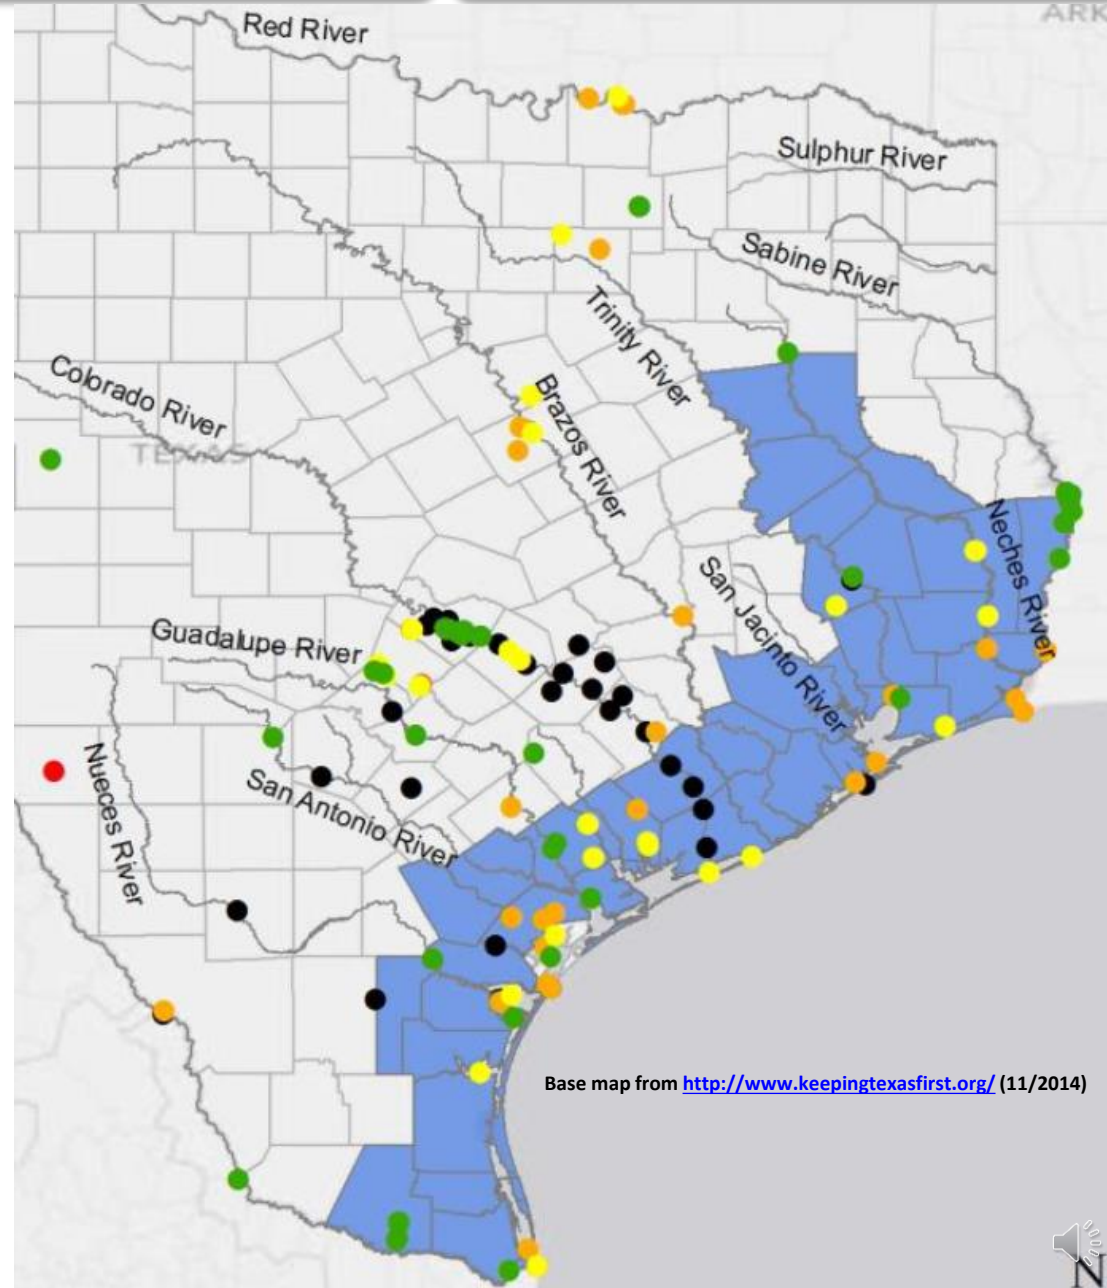 ARK
Red River
Sulphur River
Sabine River
Trinity River
Colorado River
TEXAS
Brazos River
Neches River
San Jacinto River
Guadalupe River
Nueces River
San Antonio River
Base map from http://www.keepingtexasfirst.org/ (11/2014)
N